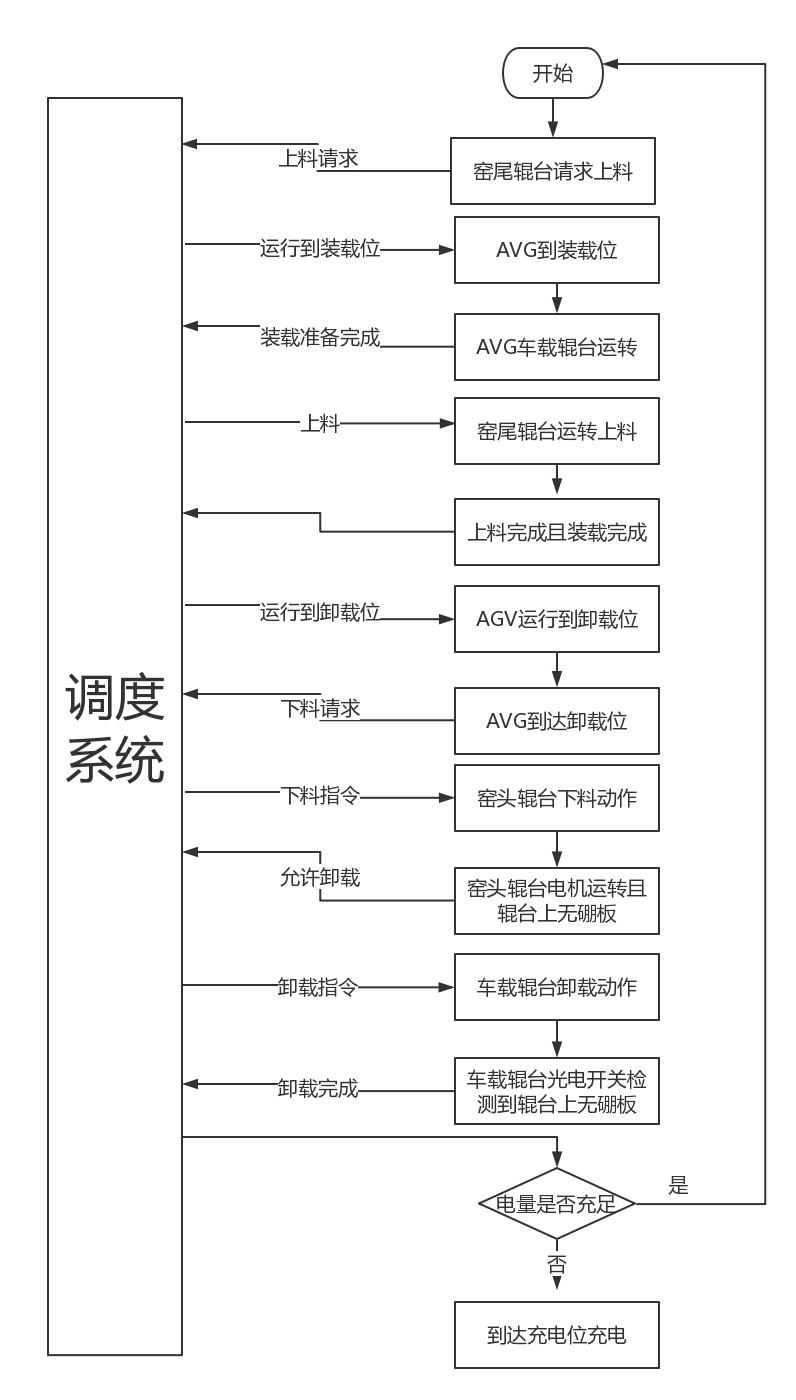 开始
上料请求
窑尾辊台请求上料
运行到装载位
AVG到装载位
装载准备完成
AVG车载辊台运转
上料
窑尾辊台运转上料
上料完成且装载完成
运行到卸载位
AGV运行到卸载位
调度
系统
下料请求
AVG到达卸载位
下料指令
窑头辊台下料动作
允许卸载
窑头辊台电机运转且
辊台上无硼板
卸载指令
车载辊台卸载动作
卸载完成
车载辊台光电开关检
测到辊台上无硼板
电量是否充足
是
否
到达充电位充电